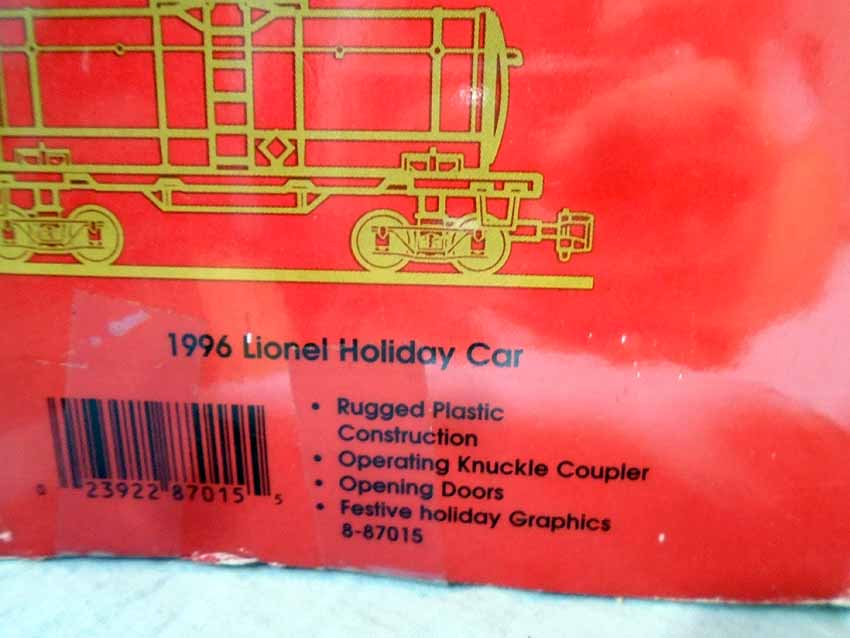 1996 Lionel Holiday Car
• Rugged Plastic
Construction
• Operating Knuckle Coupler
• Opening Doors
• Festive holiday Graphics
8-87015
0 23922 87015 5